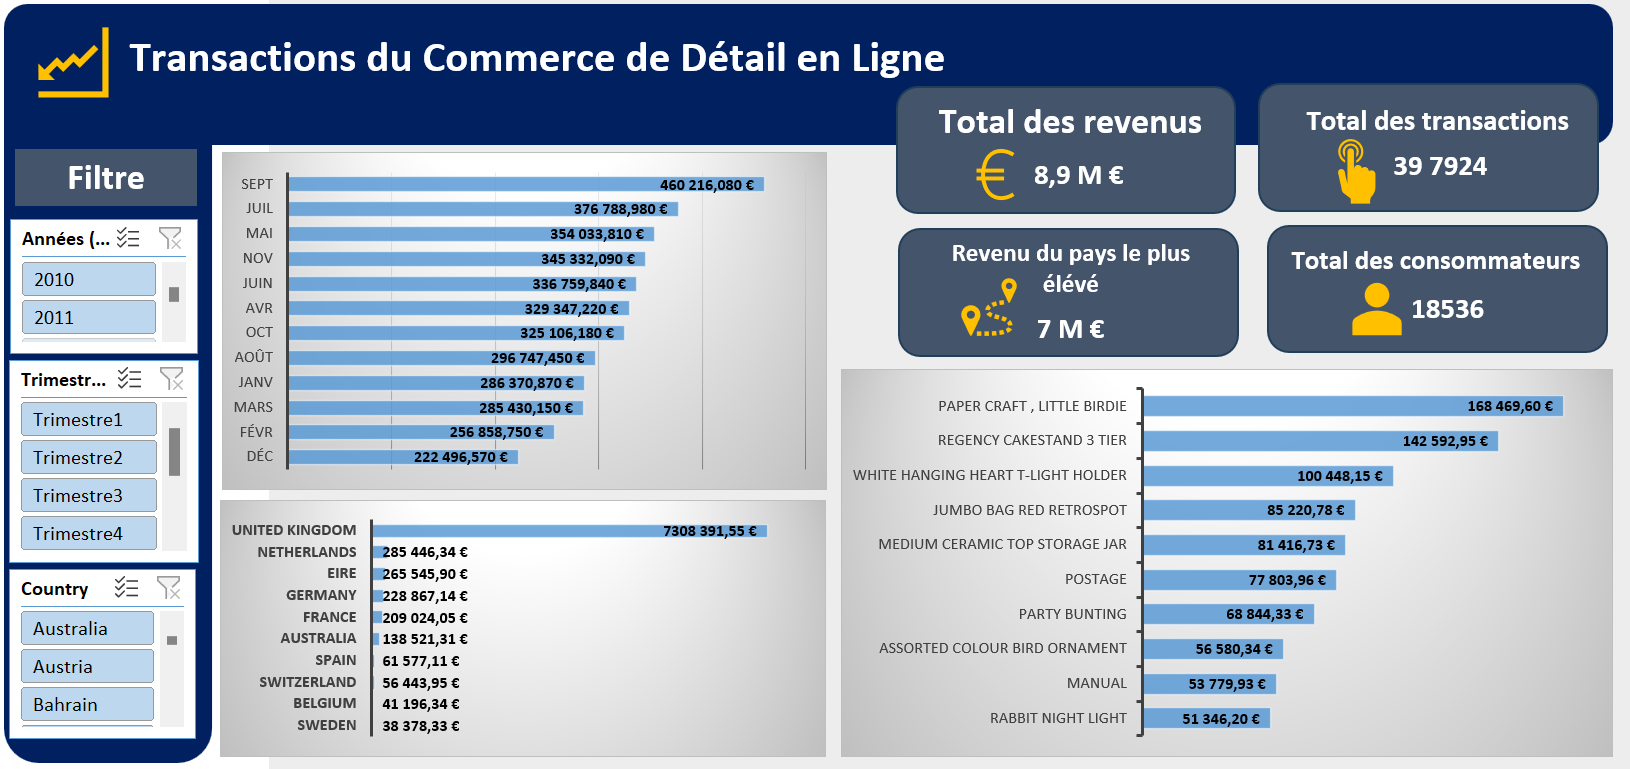 Transactions du Commerce de Détail en Ligne
Total des revenus
8,9 M €
Total des transactions
39 7924
Revenu du pays le plus
élévé
7 M €
Total des consommateurs
18536
Filtre
Années (...
2010
2011
Trimestr...
Trimestre1
Trimestre2
Trimestre3
Trimestre4
Country
Australia
Austria
Bahrain
SEPT 460 216,080 €
JUIL 376 788,980 €
MAI 354 033,810 €
NOV 345 332,090 €
JUIN 336 759,840 €
AVR 329 347,220 €
OCT 325 106,180 €
AOÛT 296 747,450 €
JANV 286 370,870 €
MARS 285 430,150 €
FÉVR 256 858,750 €
DÉC 222 496,570 €
UNITED KINGDOM 7308 391,55 €
NETHERLANDS 285 446,34 €
EIRE 265 545,90 €
GERMANY 228 867,14 €
FRANCE 209 024,05 €
AUSTRALIA 138 521,31 €
SPAIN 61 577,11 €
SWITZERLAND 56 443,95 €
BELGIUM 41 196,34 €
SWEDEN 38 378,33 €
PAPER CRAFT , LITTLE BIRDIE 168 469,60 €
REGENCY CAKESTAND 3 TIER 142 592,95 €
WHITE HANGING HEART T-LIGHT HOLDER 100 448,15 €
JUMBO BAG RED RETROSPOT 85 220,78 €
MEDIUM CERAMIC TOP STORAGE JAR 81 416,73 €
POSTAGE 77 803,96 €
PARTY BUNTING 68 844,33 €
ASSORTED COLOUR BIRD ORNAMENT 56 580,34 €
MANUAL 53 779,93 €
RABBIT NIGHT LIGHT 51 346,20 €